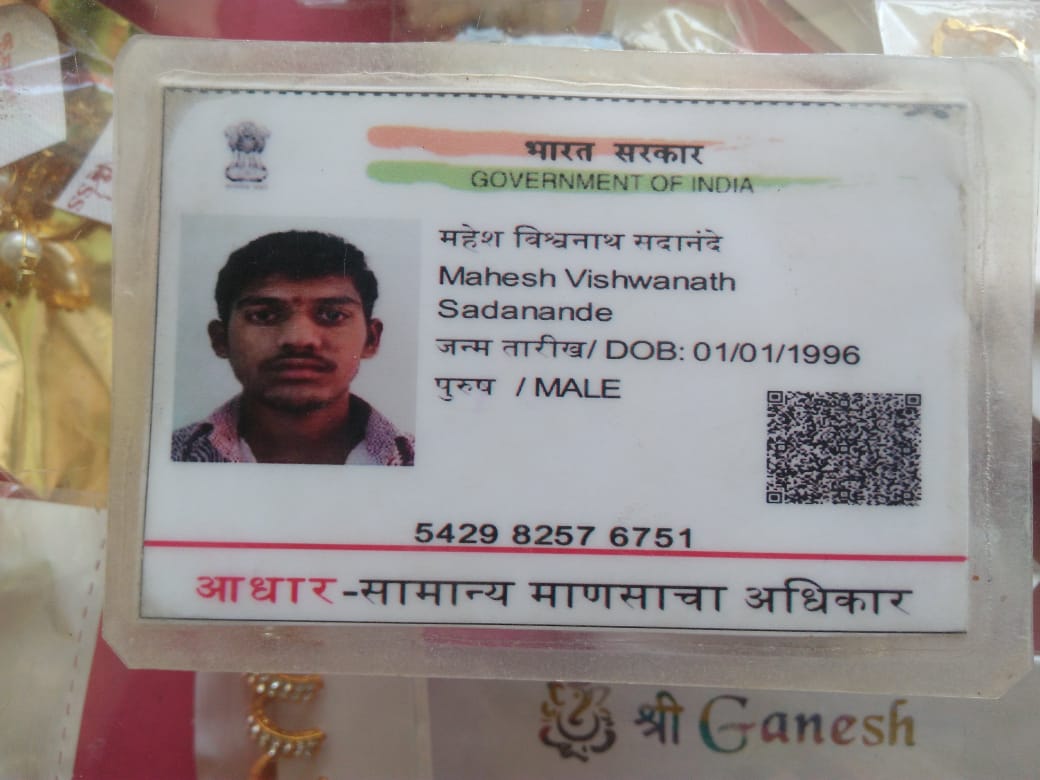 भारत सरकार
GOVERNMENT OF INDIA
महेश विश्वनाथ सदानंदे
Mahesh Vishwanath
Sadanande
जन्म तारीख/ DOB: 01/01/1996
पुरुष / MALE
5429 8257 6751
आधार-सामान्य माणसाचा अधिकार
श्री Ganesh